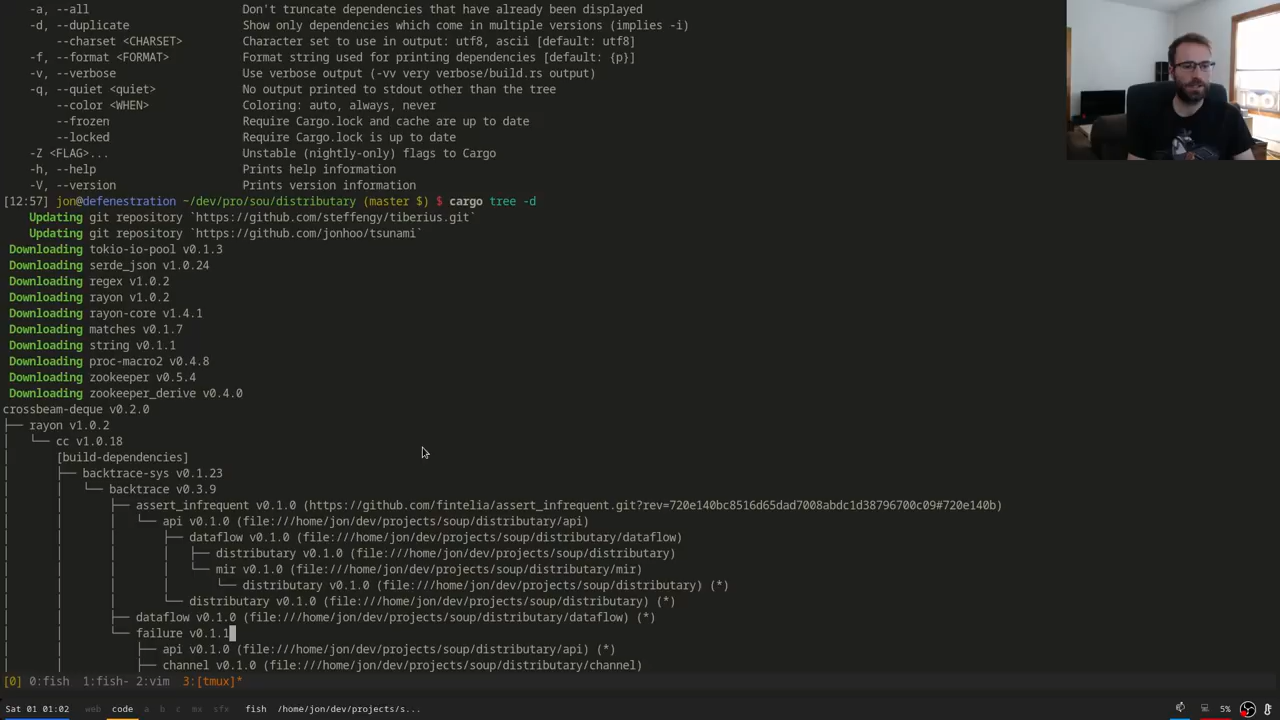 -a, --all Don't truncate dependencies that have already been displayed
-d, --duplicate Show only dependencies which come in multiple versions (implies -i)
--charset <CHARSET> Character set to use in output: utf8, ascii [default: utf8]
-f, --format <FORMAT> Format string used for printing dependencies [default: {p}]
-v, --verbose Use verbose output (-vv very verbose/build.rs output)
-q, --quiet <quiet> No output printed to stdout other than the tree
--color <WHEN> Coloring: auto, always, never
--frozen Require Cargo.lock and cache are up to date
--locked Require Cargo.lock is up to date
-Z <FLAG>... Unstable (nightly-only) flags to Cargo
-h, --help Prints help information
-V, --version Prints version information
[12:57] jon@defenestration ~/dev/pro/sou/distributary (master $) $ cargo tree -d
Updating git repository `https://github.com/steffengy/tiberius.git`
Updating git repository `https://github.com/jonhoo/tsunami`
Downloading tokio-io-pool v0.1.3
Downloading serde_json v1.0.24
Downloading regex v1.0.2
Downloading rayon v1.0.2
Downloading rayon-core v1.4.1
Downloading matches v0.1.7
Downloading string v0.1.1
Downloading proc-macro2 v0.4.8
Downloading zookeeper v0.5.4
Downloading zookeeper_derive v0.4.0
crossbeam-deque v0.2.0
├── rayon v1.0.2
│   └── cc v1.0.18
│       [build-dependencies]
│       ├── backtrace-sys v0.1.23
│       │   └── backtrace v0.3.9
│       │       ├── assert_infrequent v0.1.0 (https://github.com/fintelia/assert_infrequent.git?rev=720e140bc8516d65dad7008abdc1d38796700c09#720e140b)
│       │       │   └── api v0.1.0 (file:///home/jon/dev/projects/soup/distributary/api)
│       │       │       ├── dataflow v0.1.0 (file:///home/jon/dev/projects/soup/distributary/dataflow)
│       │       │       │   ├── distributary v0.1.0 (file:///home/jon/dev/projects/soup/distributary)
│       │       │       │   └── mir v0.1.0 (file:///home/jon/dev/projects/soup/distributary/mir)
│       │       │       │       └── distributary v0.1.0 (file:///home/jon/dev/projects/soup/distributary) (*)
│       │       │       └── distributary v0.1.0 (file:///home/jon/dev/projects/soup/distributary) (*)
│       │       ├── dataflow v0.1.0 (file:///home/jon/dev/projects/soup/distributary/dataflow) (*)
│       │       └── failure v0.1.1
│       │           ├── api v0.1.0 (file:///home/jon/dev/projects/soup/distributary/api) (*)
│       │           ├── channel v0.1.0 (file:///home/jon/dev/projects/soup/distributary/channel)
[0] 0:fish 1:fish- 2:vim 3:[tmux]*
Sat 01 01:02 web code a b c ms sfx fish /home/jon/dev/projects/s... 5%